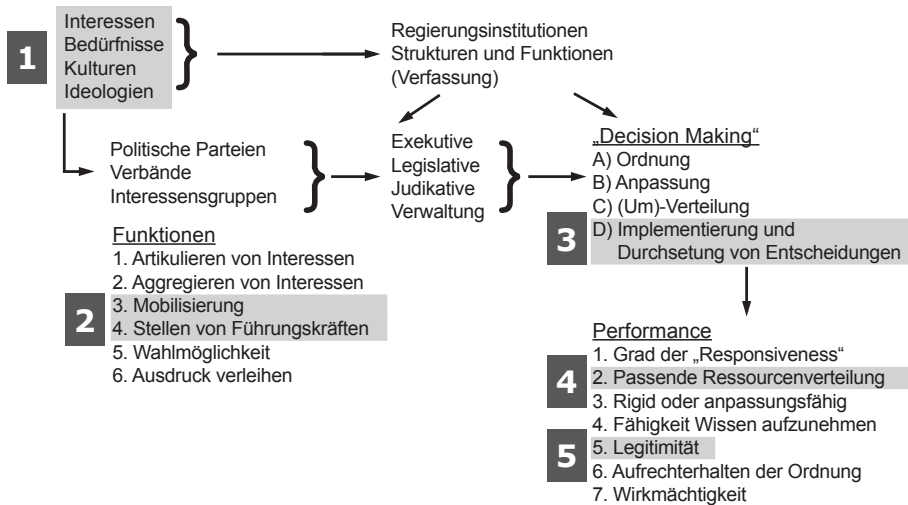 1
Interessen
Bedürfnisse
Kulturen
Ideologien
Regierungsinstitutionen
Strukturen und Funktionen
(Verfassung)
Politische Parteien
Verbände
Interessensgruppen
Exekutive
Legislative
Judikative
Verwaltung
„Decision Making“
A) Ordnung
B) Anpassung
C) (Um)-Verteilung
3
D) Implementierung und
Durchsetung von Entscheidungen
Funktionen
1. Artikulieren von Interessen
2. Aggregieren von Interessen
2
3. Mobilisierung
4. Stellen von Führungskräften
5. Wahlmöglichkeit
6. Ausdruck verleihen
Performance
1. Grad der „Responsiveness“
4
2. Passende Ressourcenverteilung
3. Rigid oder anpassungsfähig
4. Fähigkeit Wissen aufzunehmen
5
5. Legitimität
6. Aufrechterhalten der Ordnung
7. Wirkmächtigkeit